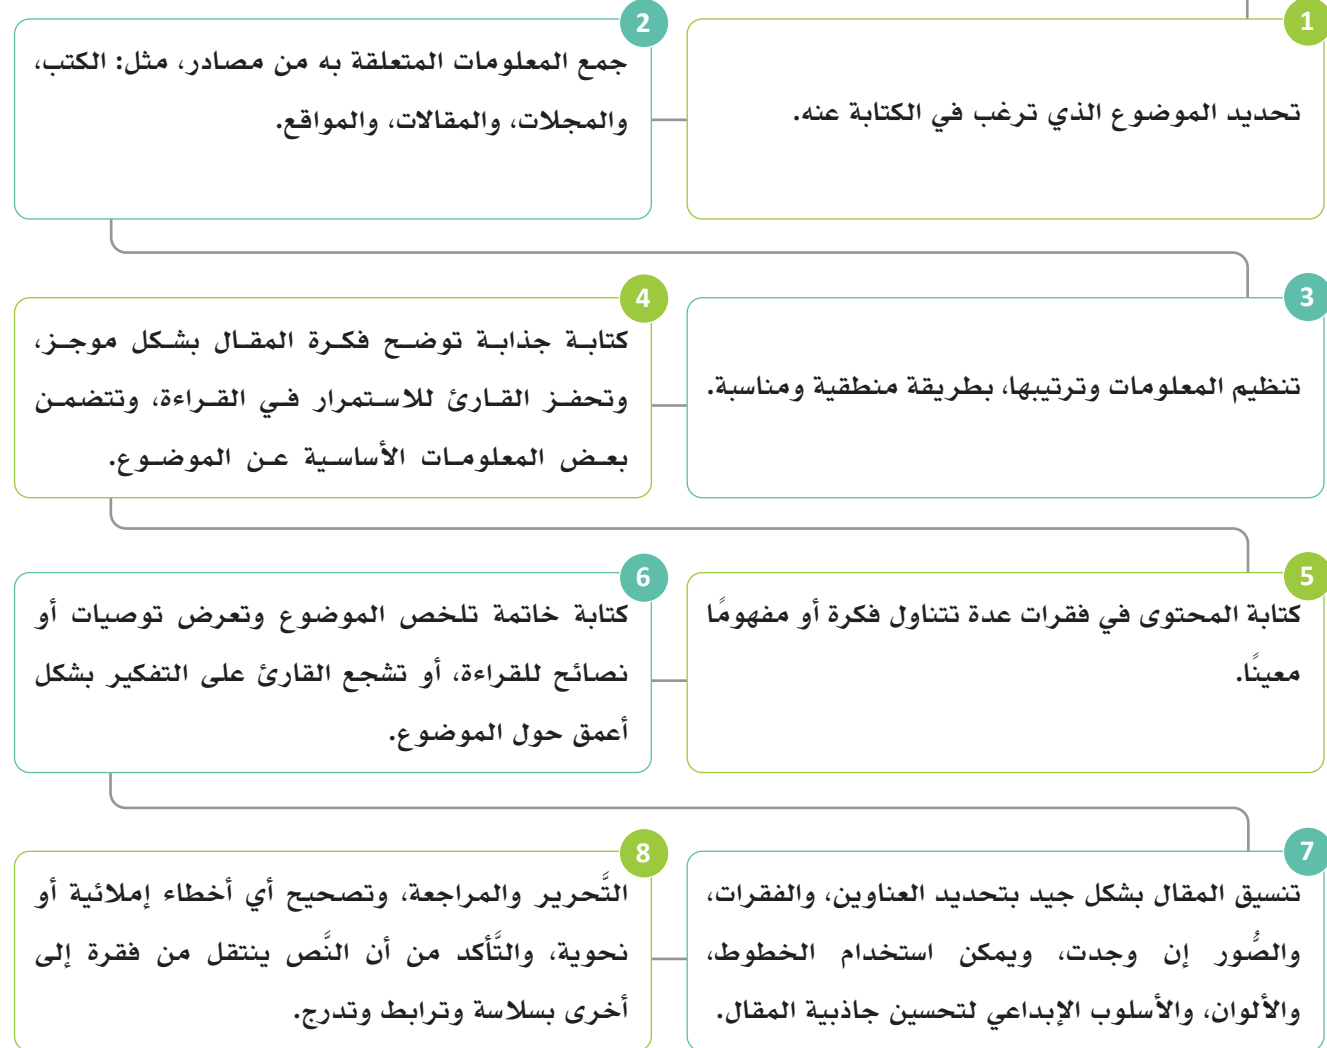 1
تحديد الموضوع الذي ترغب في الكتابة عنه.
2
جمع المعلومات المتعلقة به من مصادر، مثل: الكتب،
والمجلات، والمقالات، والمواقع.
3
تنظيم المعلومات وترتيبها، بطريقة منطقية ومناسبة.
4
كتابة جذابة توضح فكرة المقال بشكل موجز،
وتحفز القارئ للاستمرار في القراءة، وتتضمن
بعض المعلومات الأساسية عن الموضوع.
5
كتابة المحتوى في فقرات عدة تتناول فكرة أو مفهومًا
معينًا.
6
كتابة خاتمة تلخص الموضوع وتعرض توصيات أو
نصائح للقراءة، أو تشجع القارئ على التفكير بشكل
أعمق حول الموضوع.
7
تنسيق المقال بشكل جيد بتحديد العناوين، والفقرات،
والصُّور إن وجدت، ويمكن استخدام الخطوط،
والألوان، والأسلوب الإبداعي لتحسين جاذبية المقال.
8
التَّحرير والمراجعة، وتصحيح أي أخطاء إملائية أو
نحوية، والتَّأكد من أن النَّص ينتقل من فقرة إلى
أخرى بسلاسة وترابط وتدرج.